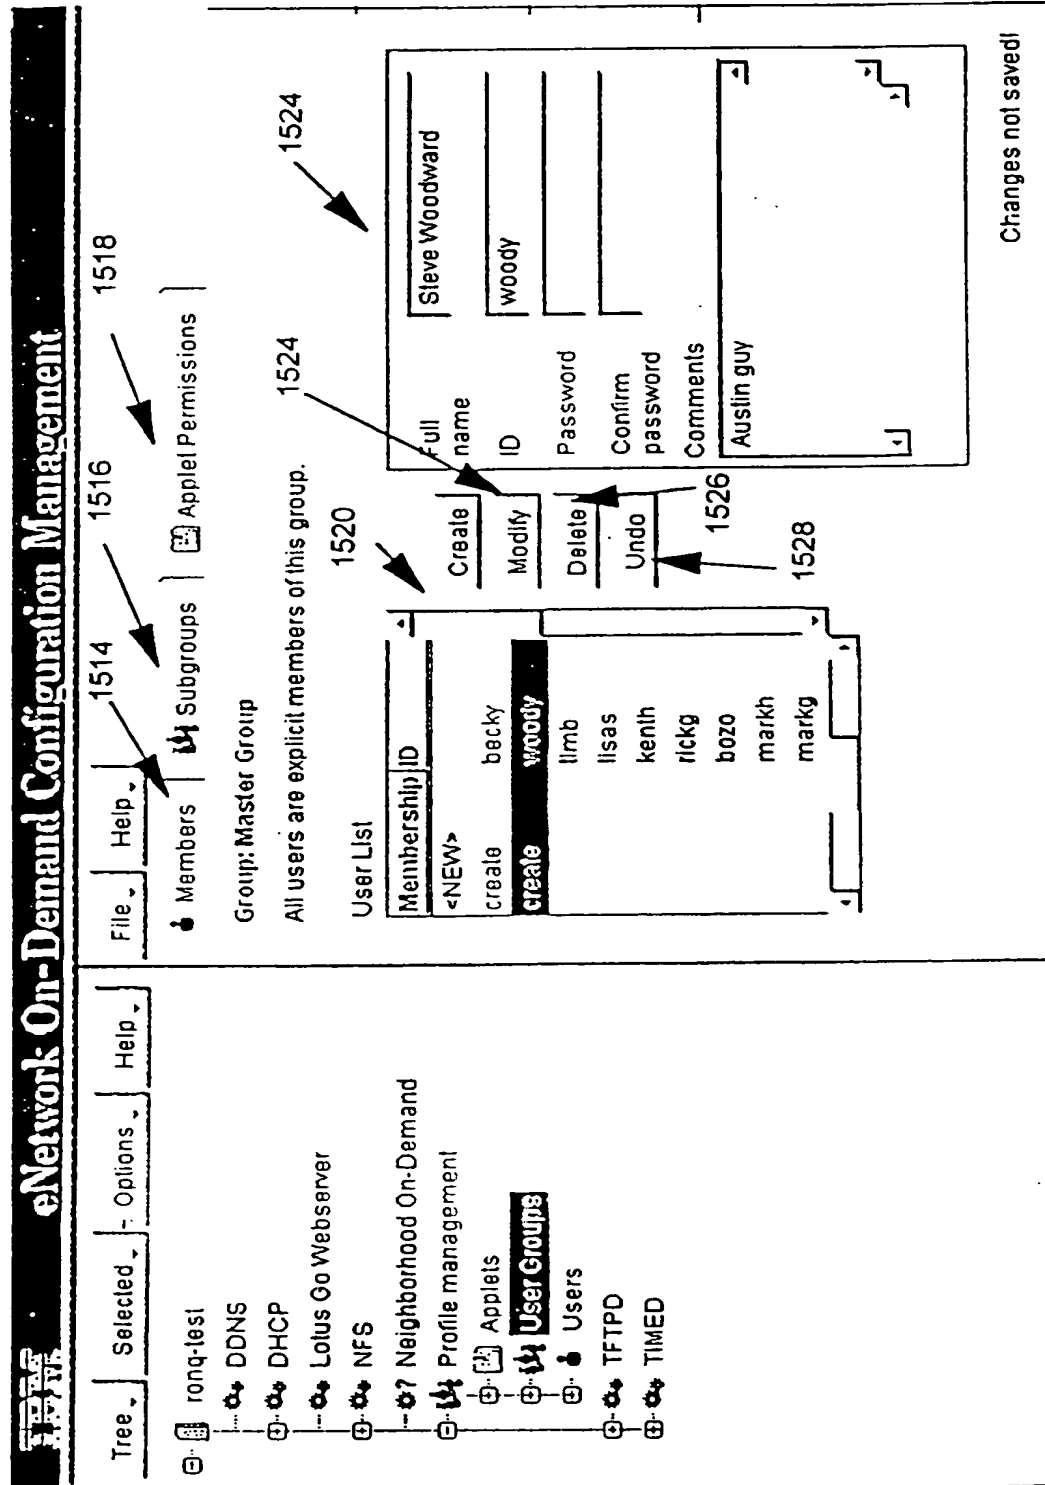 IBM eNetwork On-Demand Configuration Management
Tree Selected Options Help
ronq-test
DDNS
DHCP
Lotus Go Webserver
NFS
? Neighborhood On-Demand
Profile management
Applets
User Groups
Users
TFTPD
TIMED
File Help
1514
1516
1518
Members Subgroups Applet Permissions
Group: Master Group
All users are explicit members of this group.
User List
1520
1524
1524
Membership ID
<NEW>
create becky
create woody
timb
lisas
kenlh
rickg
bozo
markh
markg
Create
Modify
Delete
Undo
1526
1528
Full name Steve Woodward
ID woody
Password
Confirm password
Comments
Austin guy
Changes not saved!